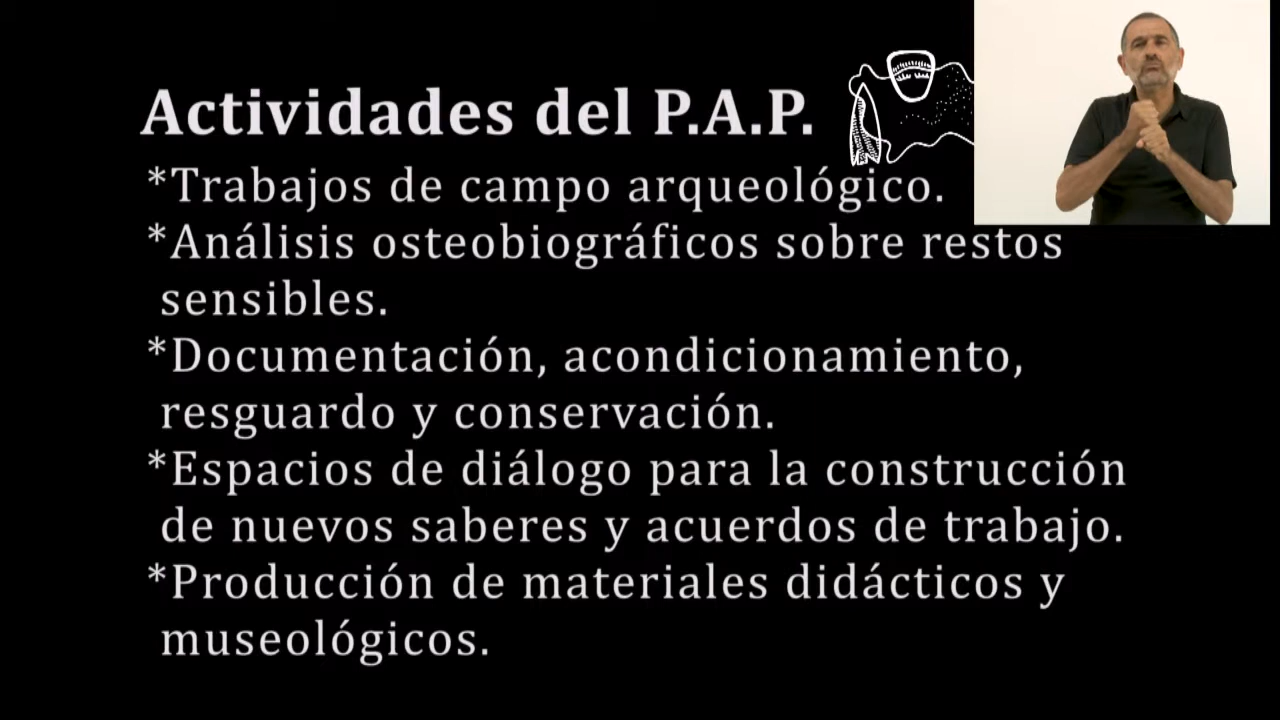 Actividades del P.A.P.
*Trabajos de campo arqueológico.
*Análisis osteobiográficos sobre restos
sensibles.
*Documentación, acondicionamiento,
resguardo y conservación.
*Espacios de diálogo para la construcción
de nuevos saberes y acuerdos de trabajo.
*Producción de materiales didácticos y
museológicos.